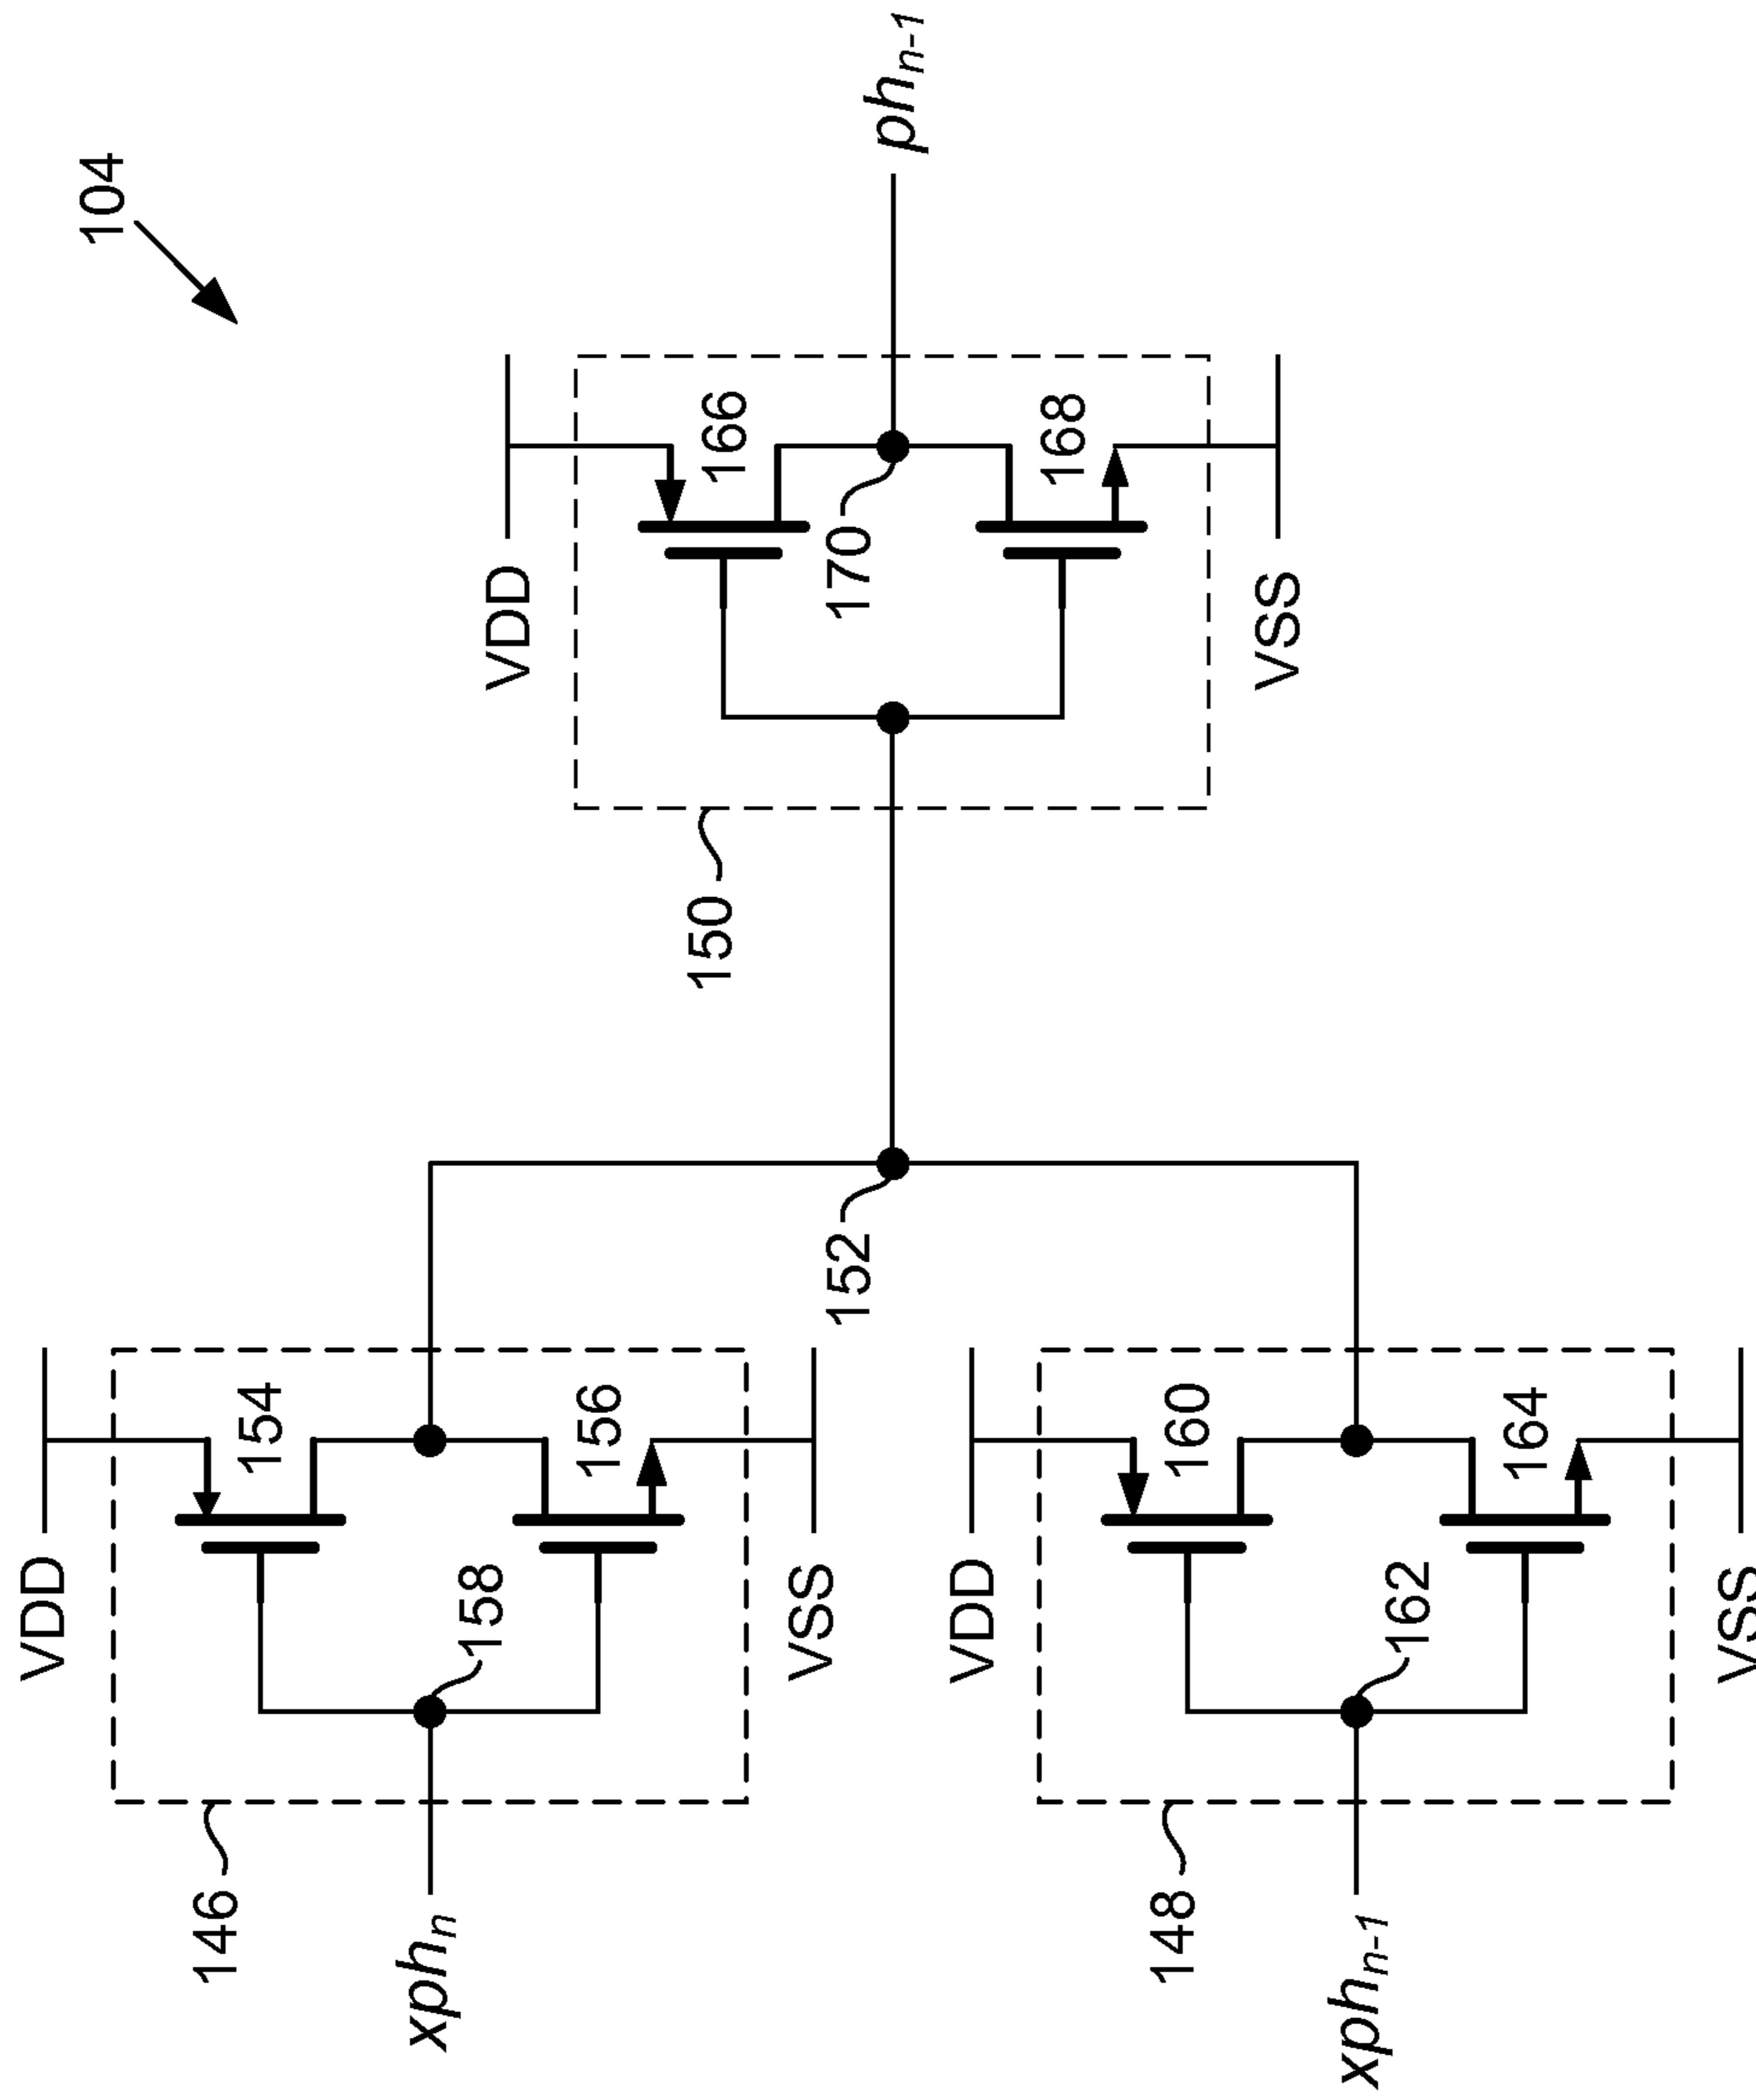 104
VDD
146
154
xph_n
158
156
VSS
VDD
150
166
170
ph_{n-1}
168
VSS
152
VDD
148
160
xph_{n-1}
162
164
VSS